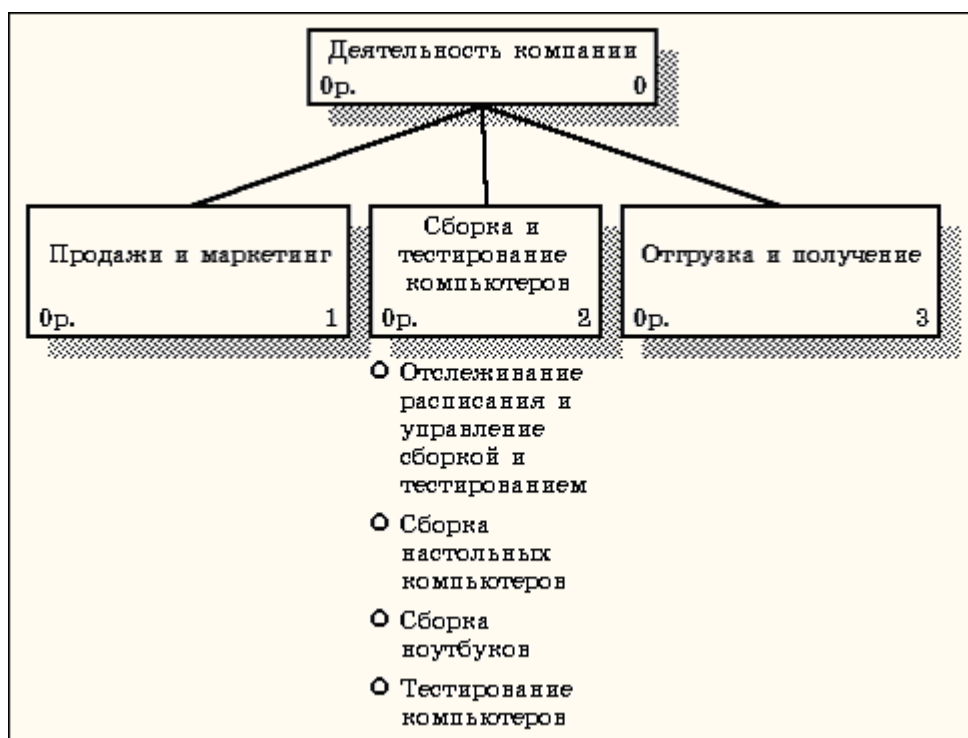 Деятельность компании
0р. 0
Продажи и маркетинг
0р. 1
Сборка и
тестирование
компьютеров
0р. 2
Отгрузка и получение
0р. 3
Отслеживание
расписания и
управление
сборкой и
тестированием
Сборка
настольных
компьютеров
Сборка
ноутбуков
Тестирование
компьютеров